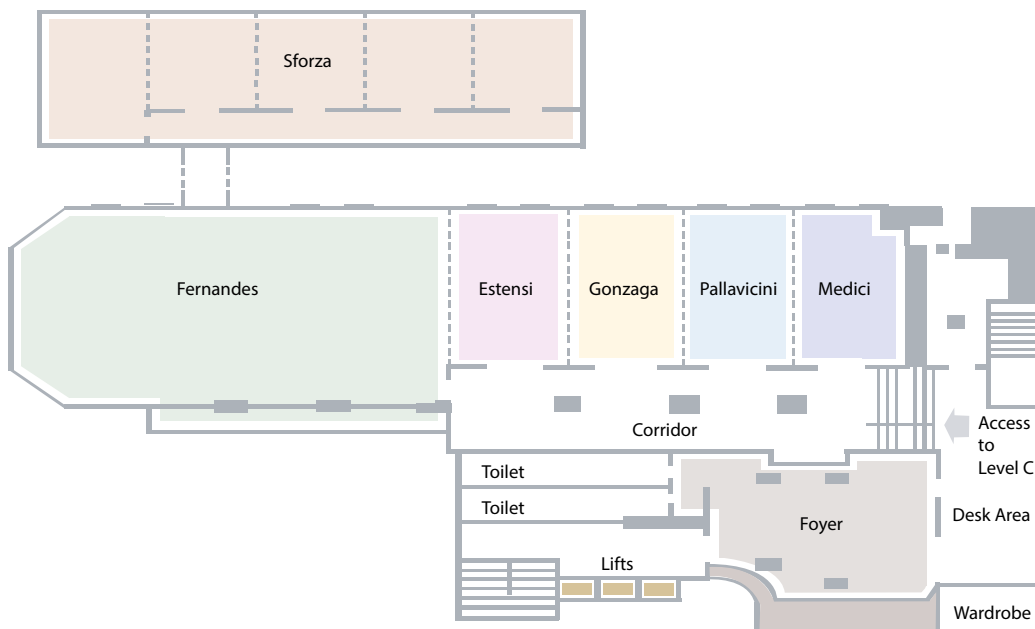 Sforza
Fernandes
Estensi
Gonzaga
Pallavicini
Medici
Corridor
Access
to
Level C
Toilet
Toilet
Foyer
Desk Area
Lifts
Wardrobe